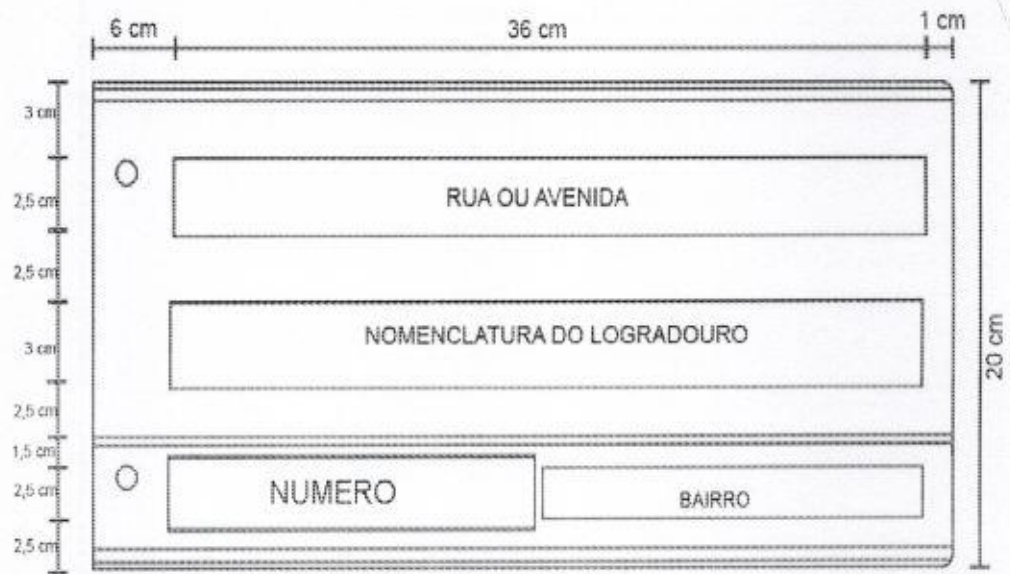 6 cm 36 cm 1 cm
3 cm
2,5 cm
RUA OU AVENIDA
2,5 cm
3 cm
NOMENCLATURA DO LOGRADOURO
20 cm
2,5 cm
1,5 cm
2,5 cm
NUMERO
BAIRRO
2,5 cm